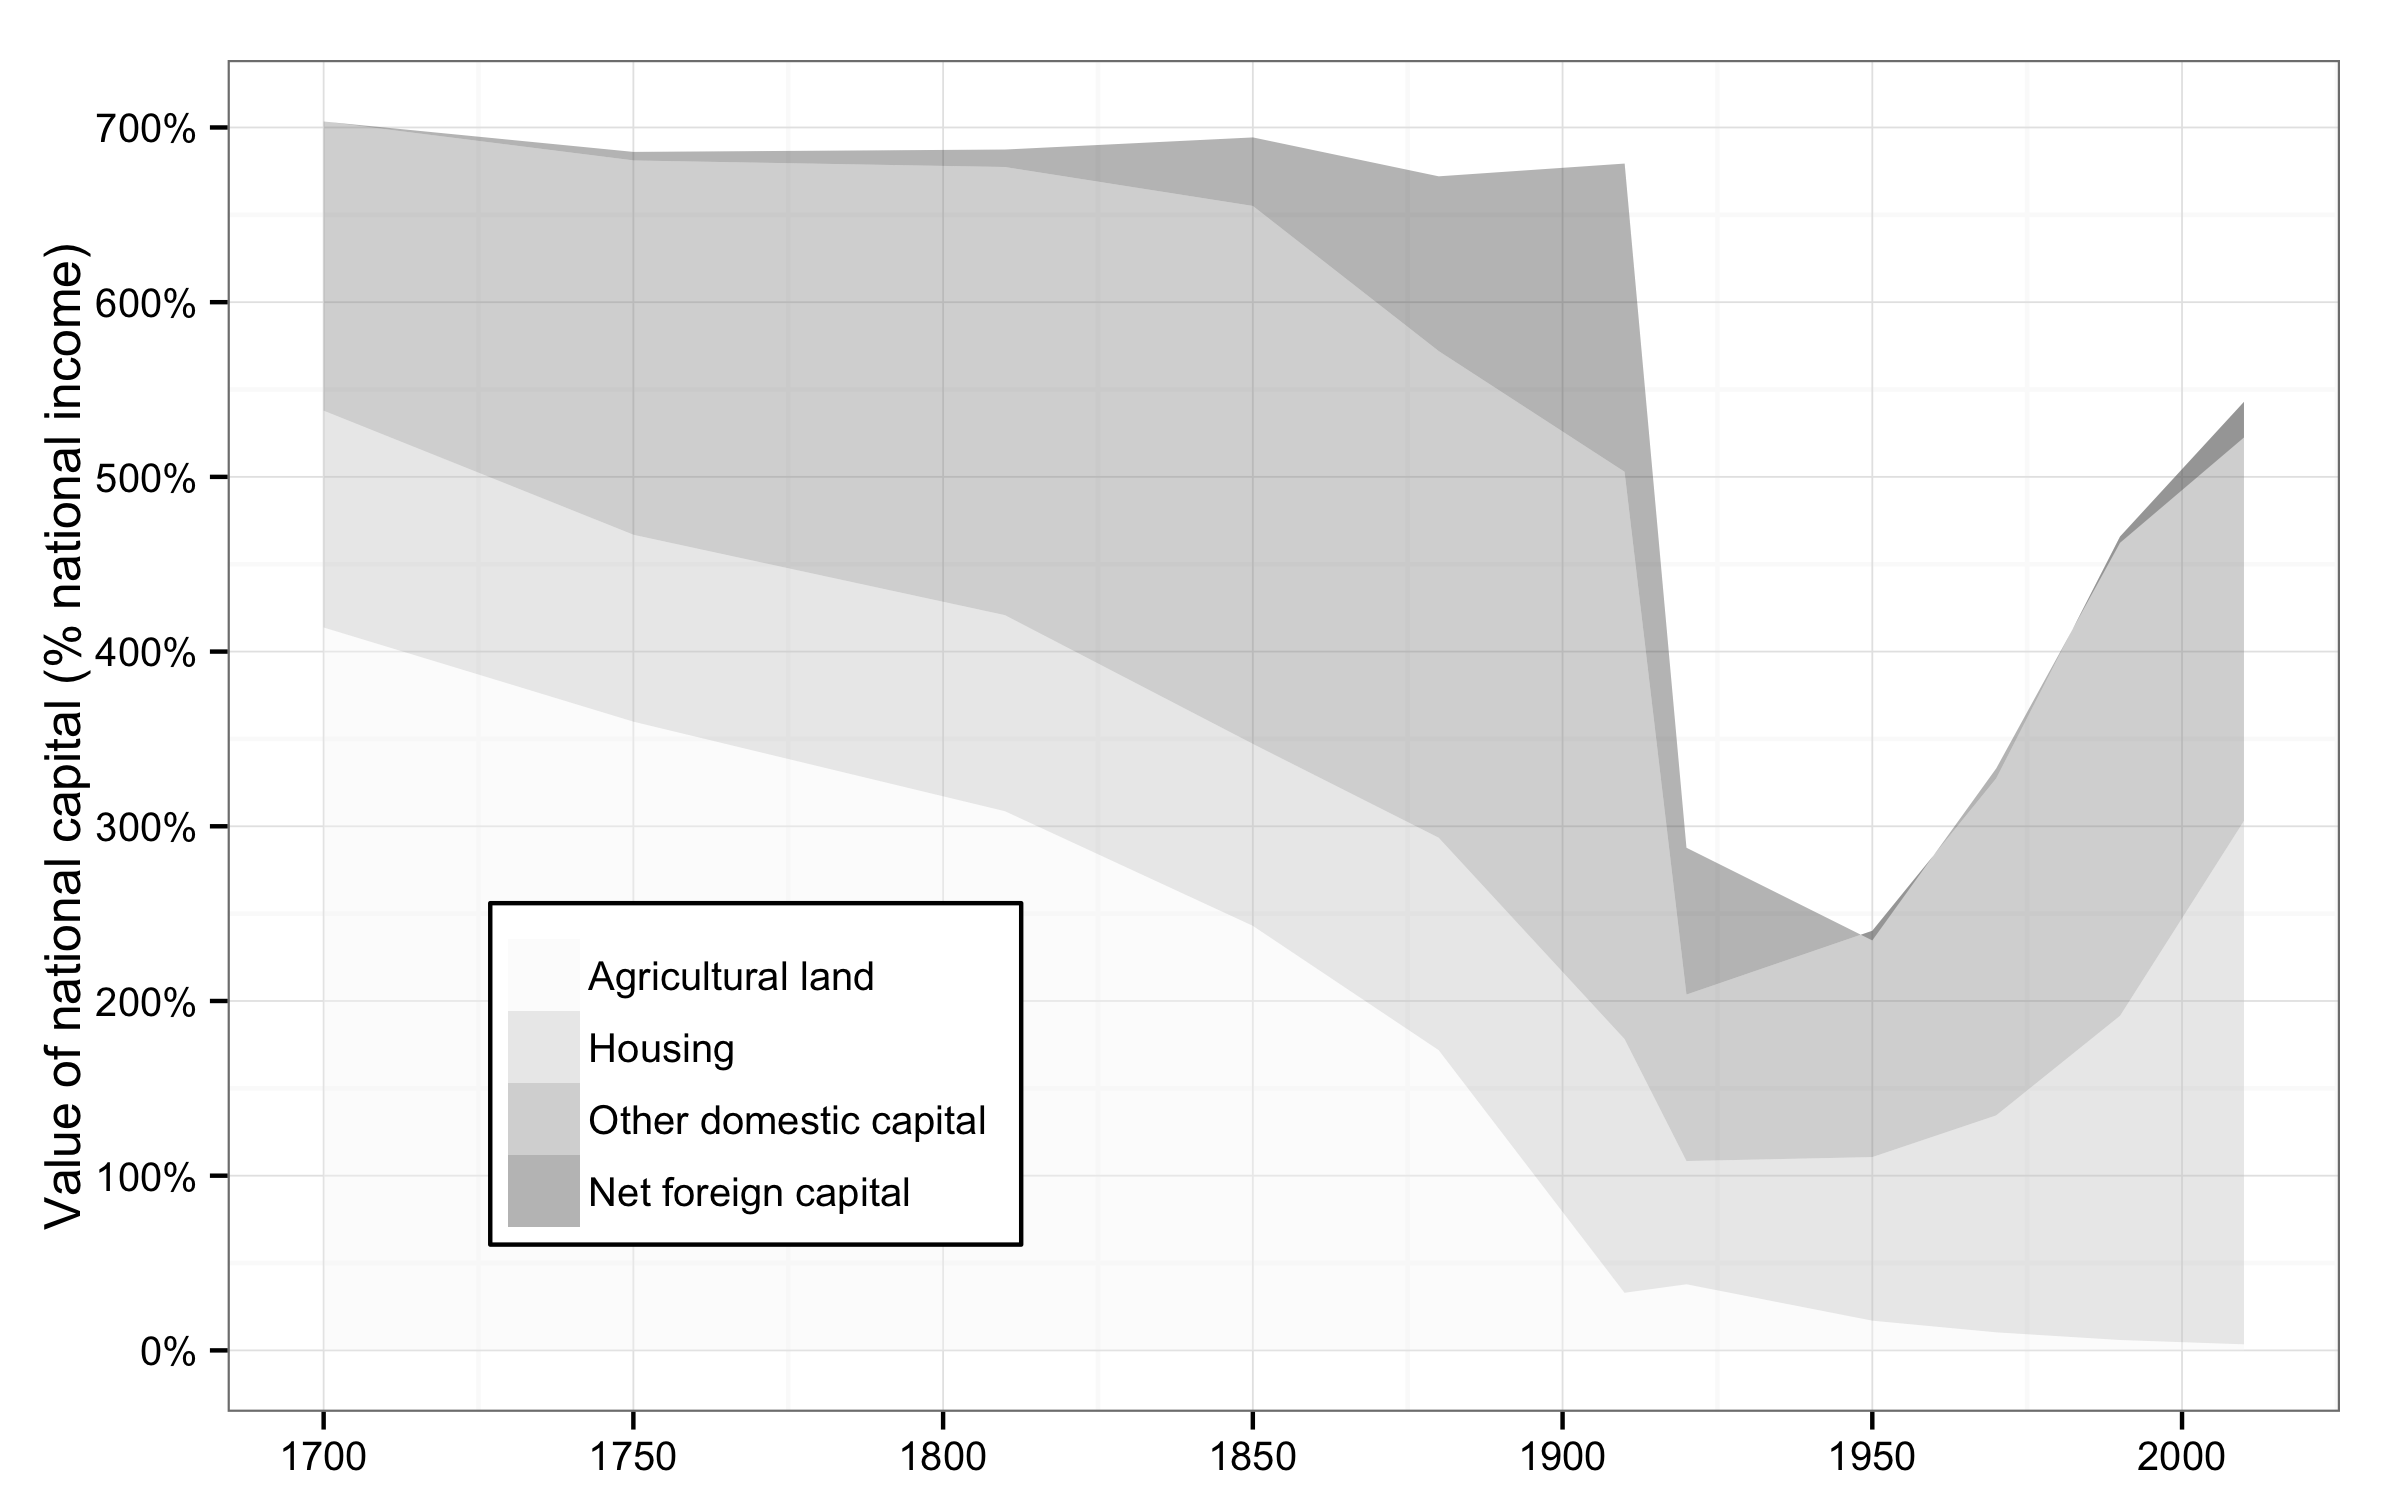 Value of national capital (% national income)
700%
600%
500%
400%
300%
200%
100%
0%
Agricultural land
Housing
Other domestic capital
Net foreign capital
1700 1750 1800 1850 1900 1950 2000